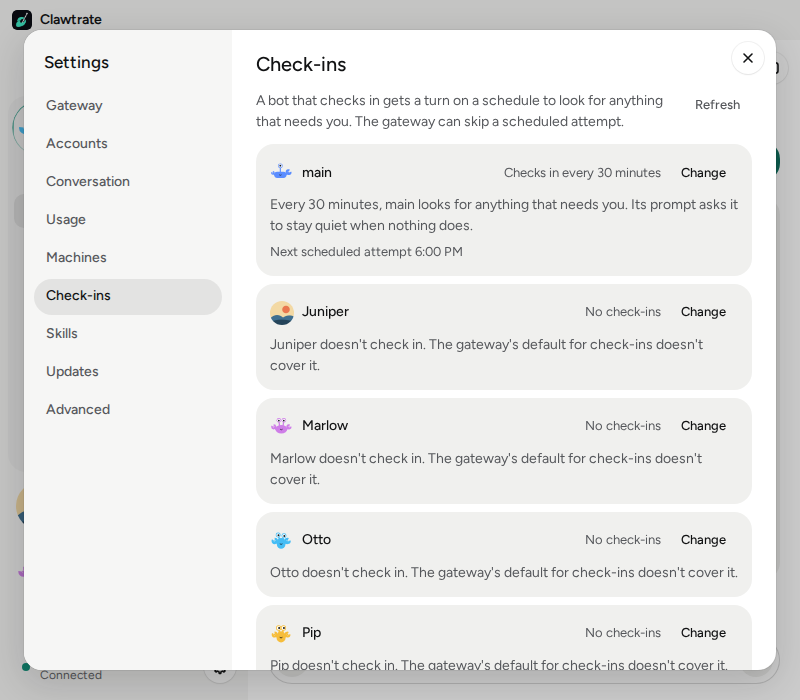 Clawtrate
Settings
Gateway
Accounts
Conversation
Usage
Machines
Check-ins
Skills
Updates
Advanced
Connected
Check-ins
A bot that checks in gets a turn on a schedule to look for anything
that needs you. The gateway can skip a scheduled attempt.
Refresh
main
Checks in every 30 minutes
Change
Every 30 minutes, main looks for anything that needs you. Its prompt asks it
to stay quiet when nothing does.
Next scheduled attempt 6:00 PM
Juniper
No check-ins
Change
Juniper doesn't check in. The gateway's default for check-ins doesn't
cover it.
Marlow
No check-ins
Change
Marlow doesn't check in. The gateway's default for check-ins doesn't
cover it.
Otto
No check-ins
Change
Otto doesn't check in. The gateway's default for check-ins doesn't cover it.
Pip
No check-ins
Change
Pip doesn't check in. The gateway's default for check-ins doesn't cover it.